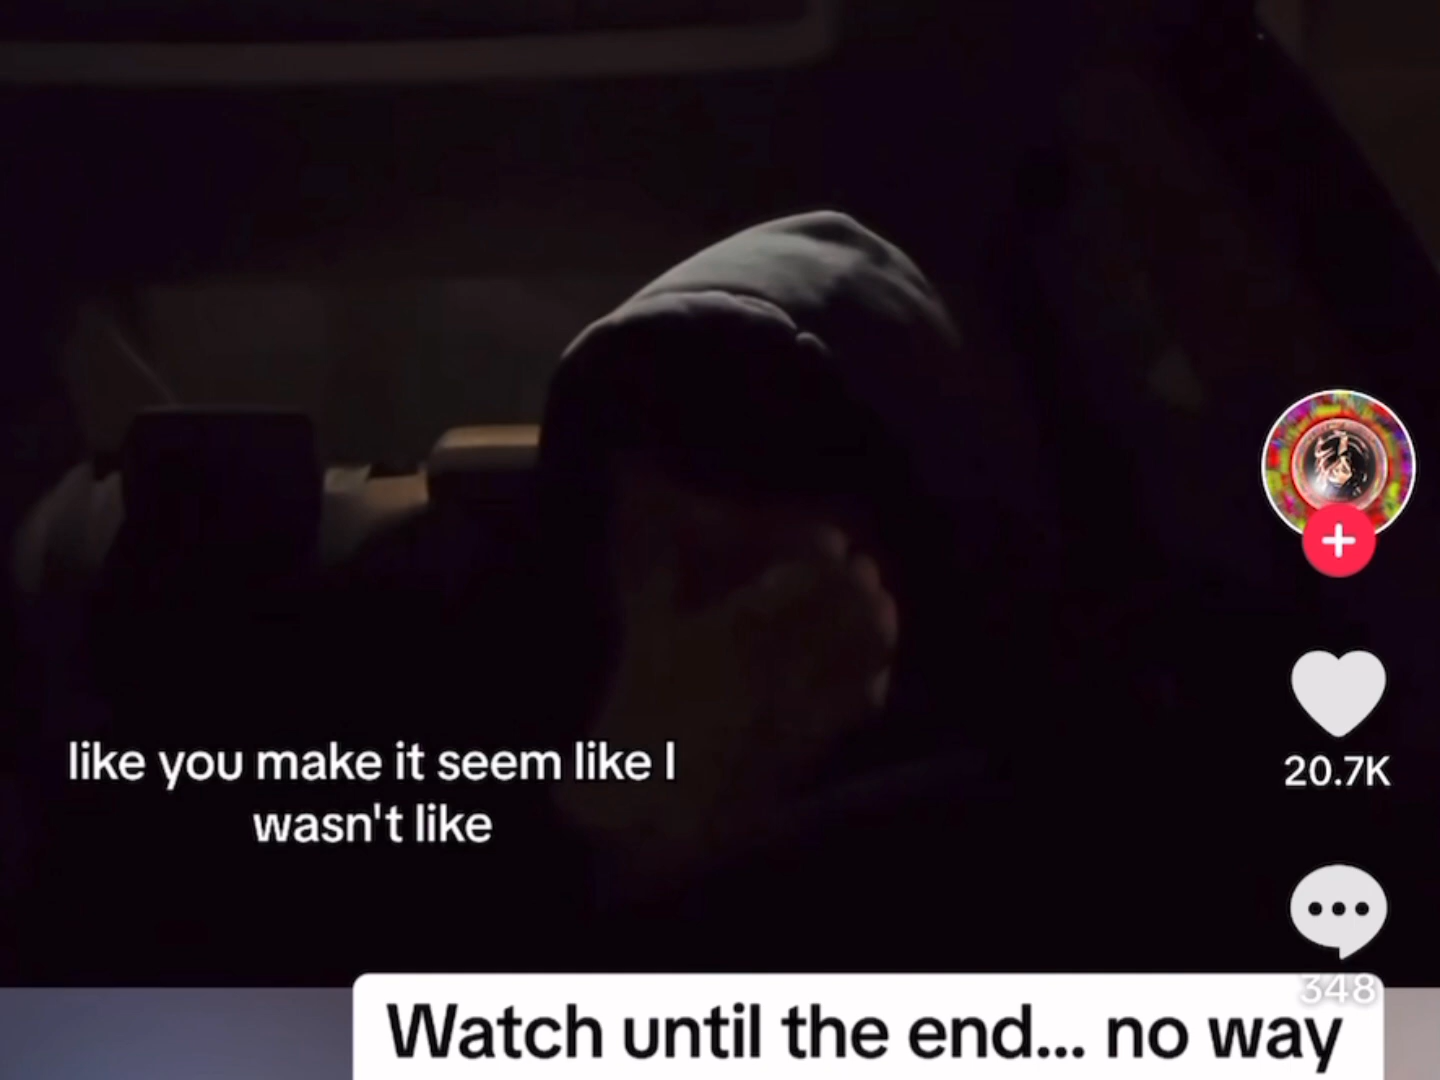 like you make it seem like I
wasn't like
20.7K
348
Watch until the end... no way